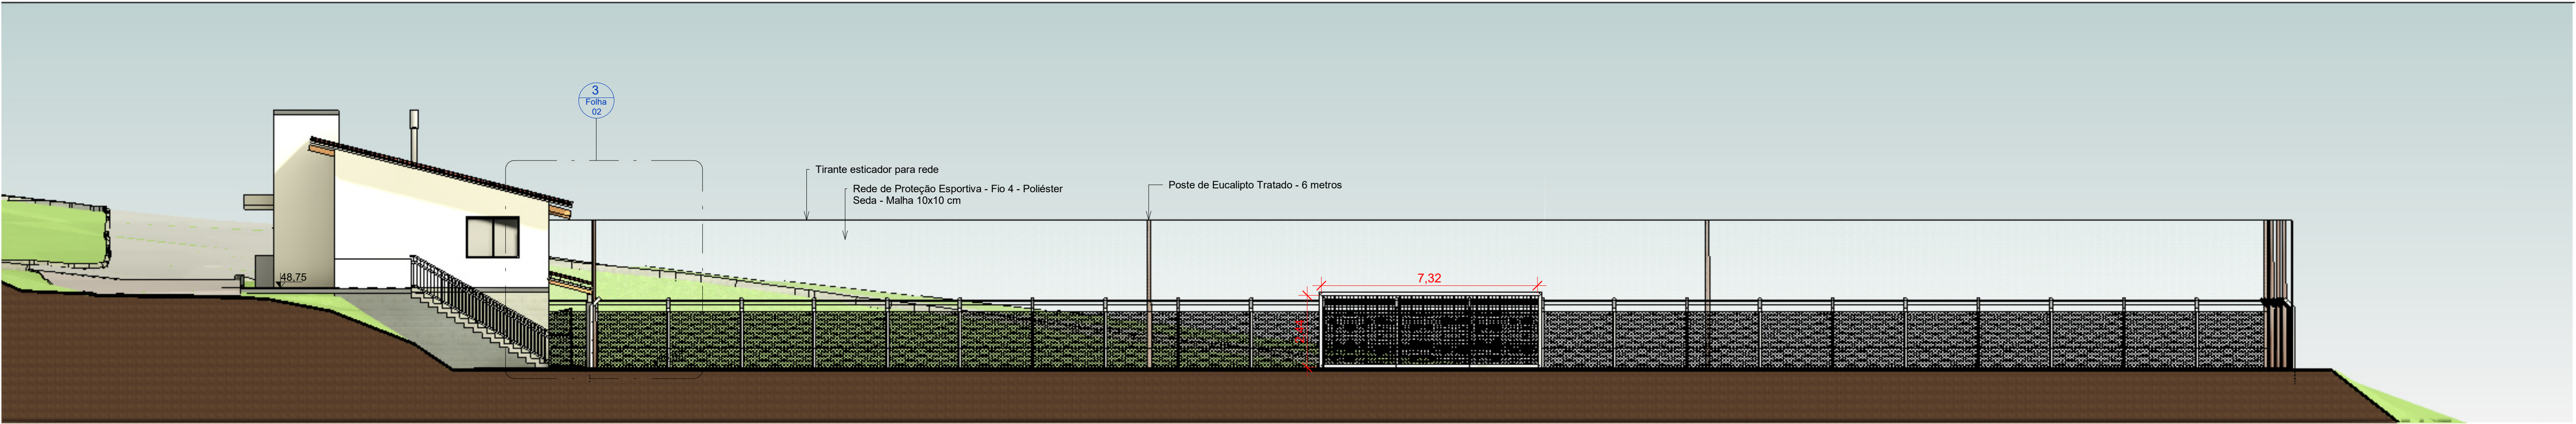 3
Folha
02
Tirante esticador para rede
Rede de Proteção Esportiva - Fio 4 - Poliéster
Seda - Malha 10x10 cm
Poste de Eucalipto Tratado - 6 metros
48,75
7,32